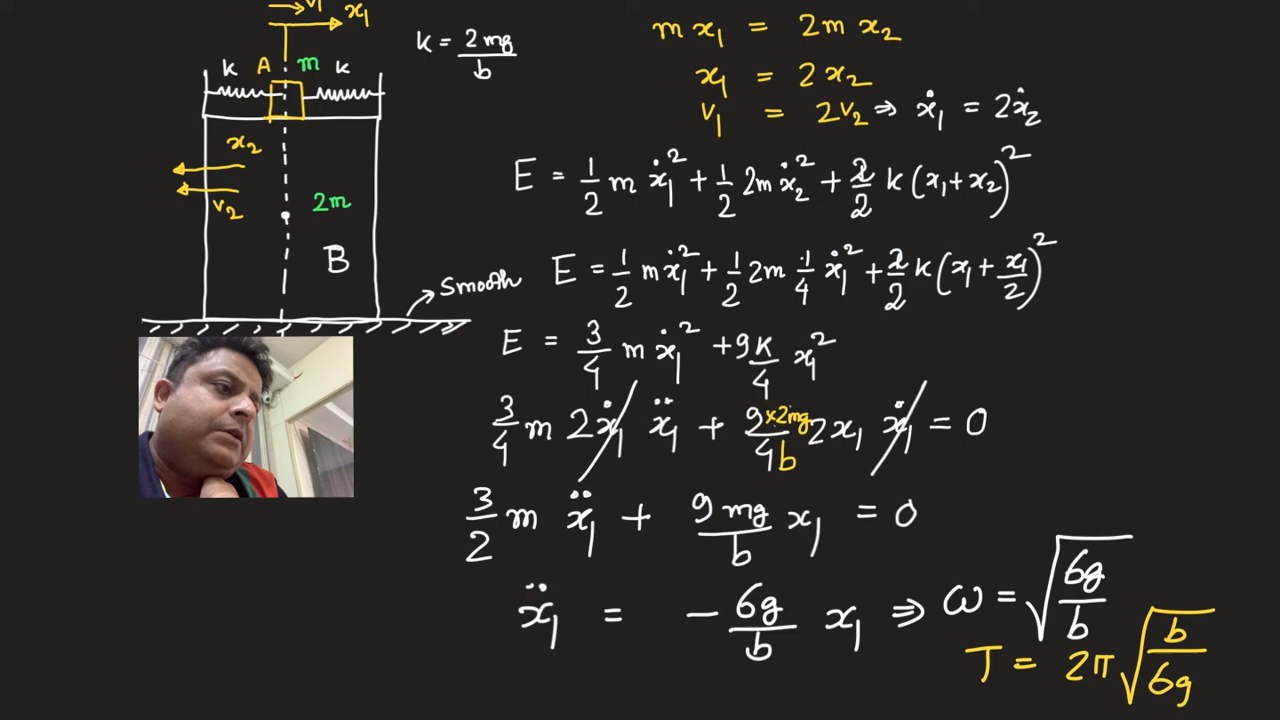 v₁ x₁
k A m k
x₂
v₂ 2m
B
Smooth
k = 2mg/b
m x₁ = 2m x₂
x₁ = 2x₂
v₁ = 2v₂ ⇒ ẋ₁ = 2ẋ₂
E = 1/2 m ẋ₁² + 1/2 2m ẋ₂² + 2/2 k (x₁+x₂)²
E = 1/2 mẋ₁² + 1/2 2m 1/4 ẋ₁² + 2/2 k (x₁ + x₁/2)²
E = 3/4 m ẋ₁² + 9k/4 x₁²
3/4 m 2ẋ₁ ẍ₁ + 9×2mg/4b 2x₁ ẋ₁ = 0
3/2 m ẍ₁ + 9mg/b x₁ = 0
ẍ₁ = - 6g/b x₁ ⇒ ω = √(6g/b)
T = 2π √(b/6g)